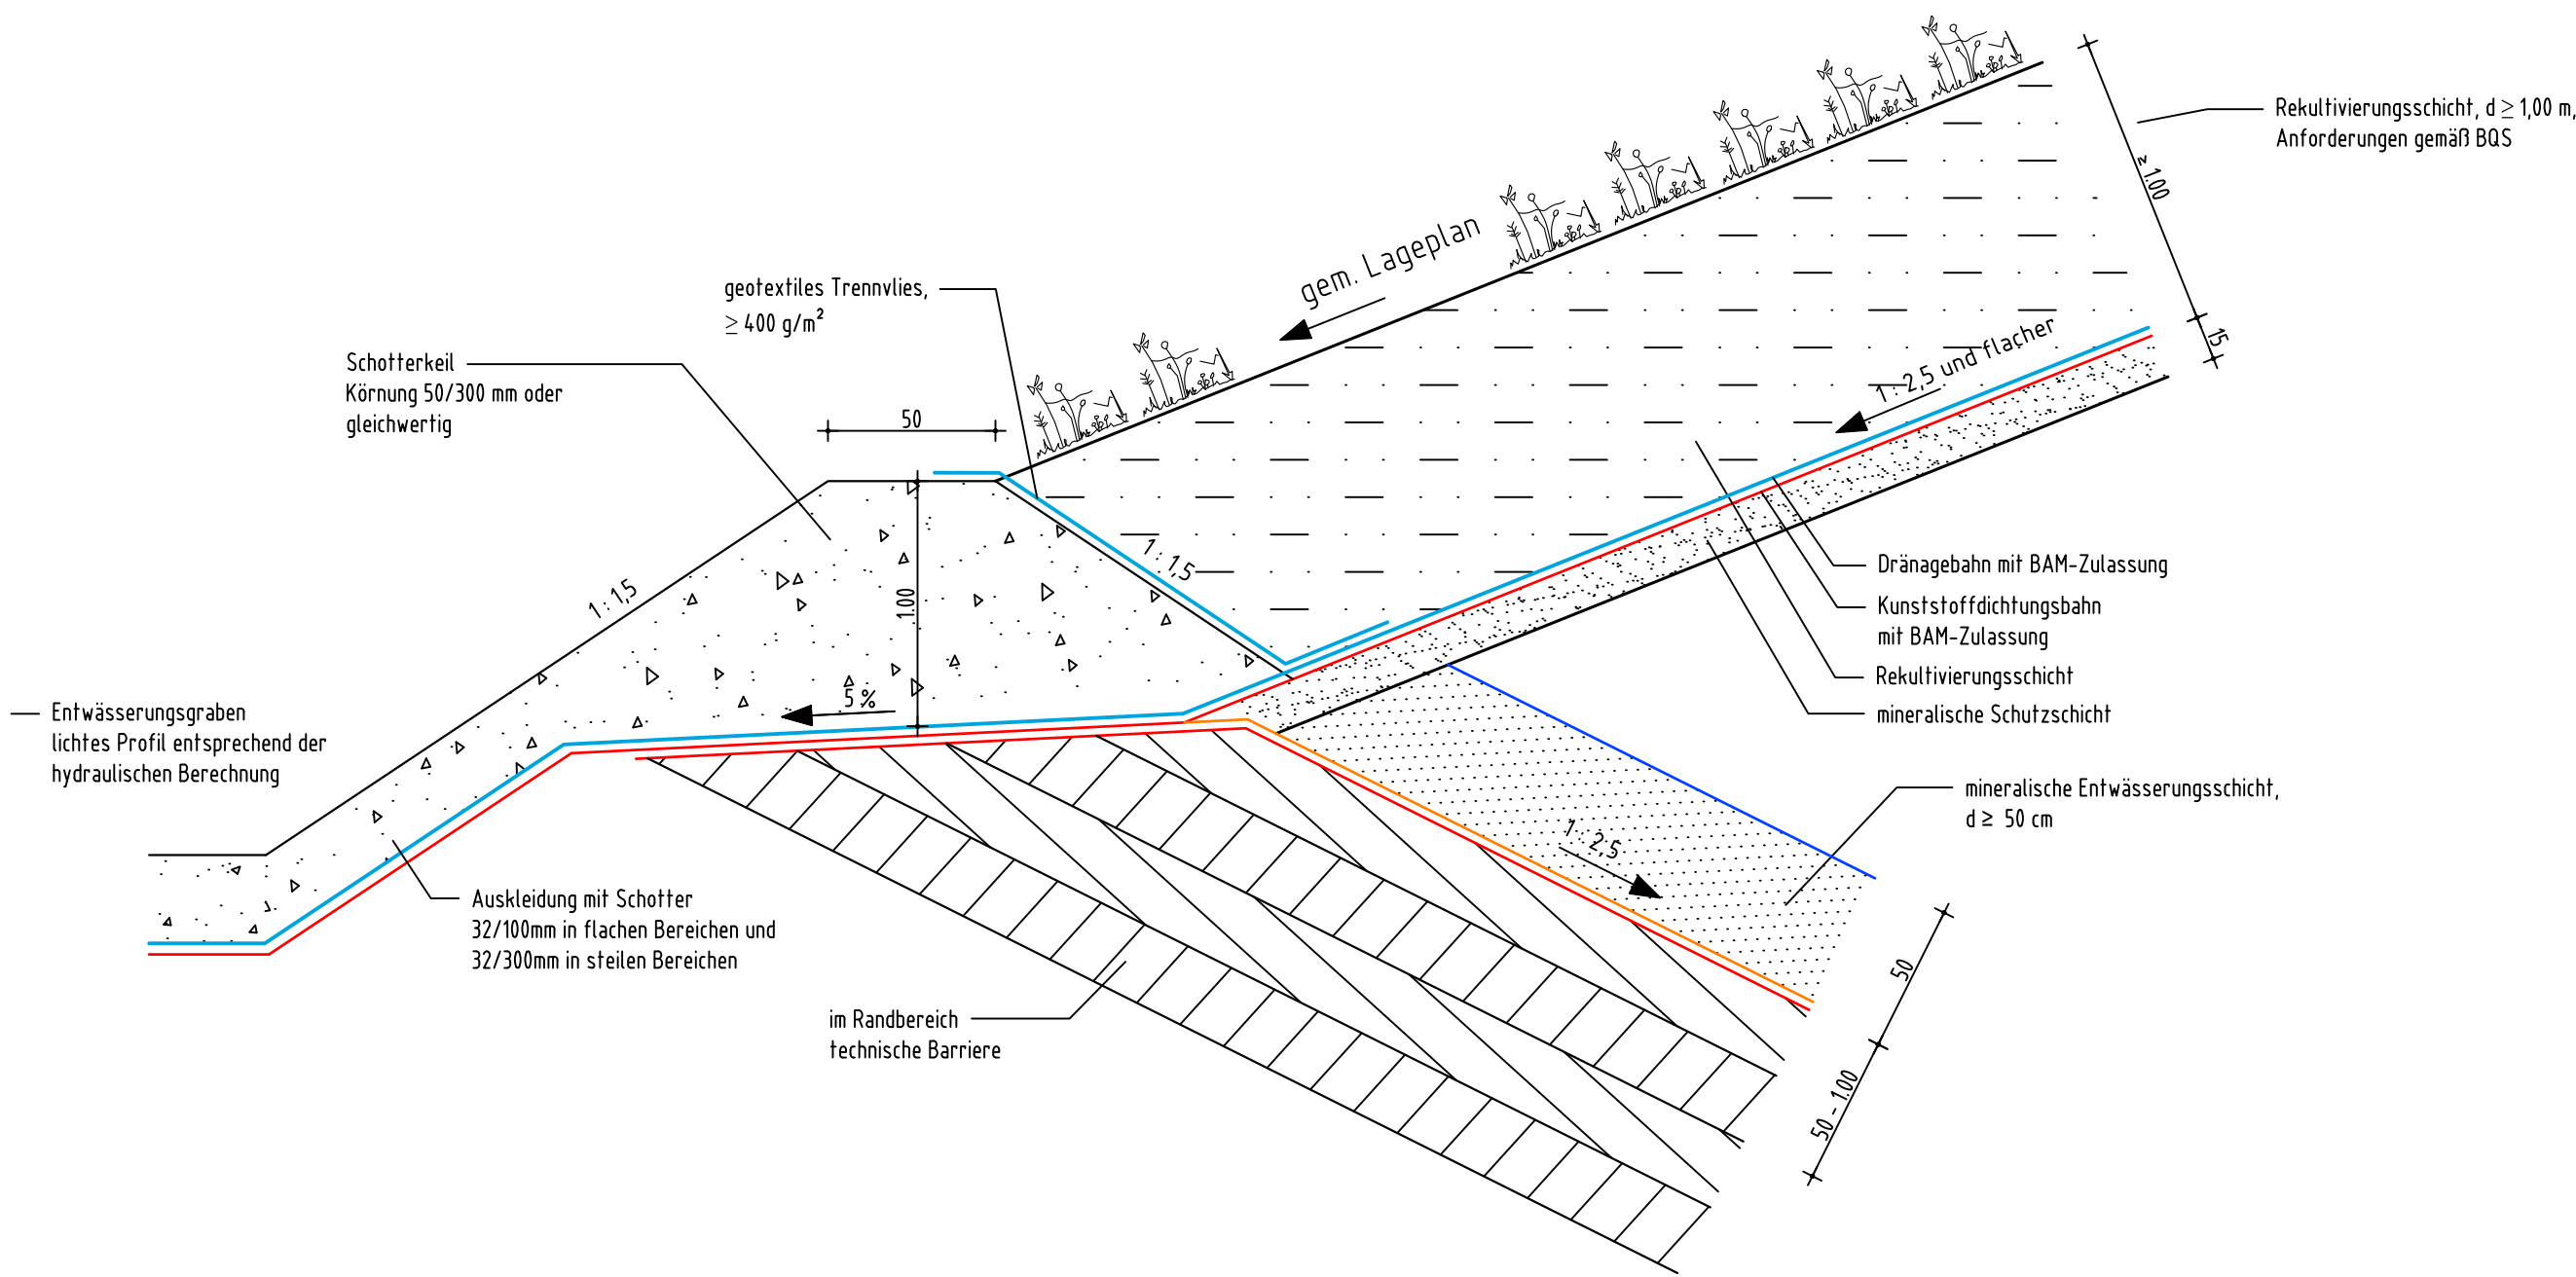 Rekultivierungsschicht, d ≥ 1,00 m,
Anforderungen gemäß BQS
≥ 1.00
15
gem. Lageplan
1 : 2,5 und flacher
geotextiles Trennvlies,
≥ 400 g/m²
Schotterkeil
Körnung 50/300 mm oder
gleichwertig
50
1 : 1,5
1.00
1 : 1,5
5 %
Dränagebahn mit BAM-Zulassung
Kunststoffdichtungsbahn
mit BAM-Zulassung
Rekultivierungsschicht
mineralische Schutzschicht
Entwässerungsgraben
lichtes Profil entsprechend der
hydraulischen Berechnung
mineralische Entwässerungsschicht,
d ≥ 50 cm
1 : 2,5
Auskleidung mit Schotter
32/100mm in flachen Bereichen und
32/300mm in steilen Bereichen
im Randbereich
technische Barriere
50
50 - 1.00